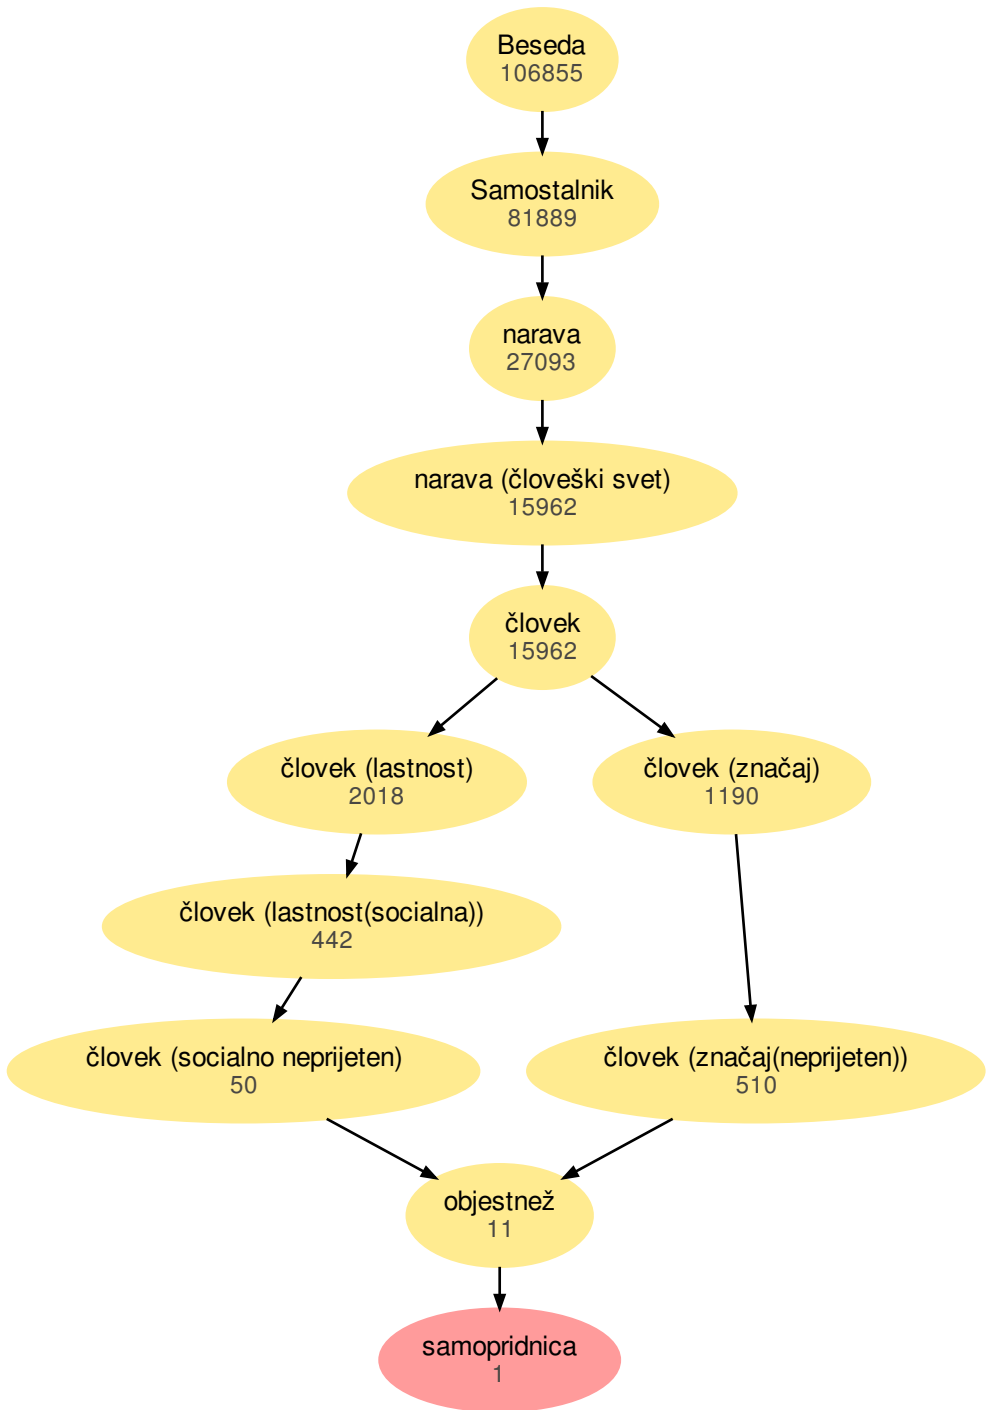 Beseda
106855
Samostalnik
81889
narava
27093
narava (človeški svet)
15962
človek
15962
človek (lastnost)
2018
človek (značaj)
1190
človek (lastnost(socialna))
442
človek (socialno neprijeten)
50
človek (značaj(neprijeten))
510
objestnež
11
samopridnica
1